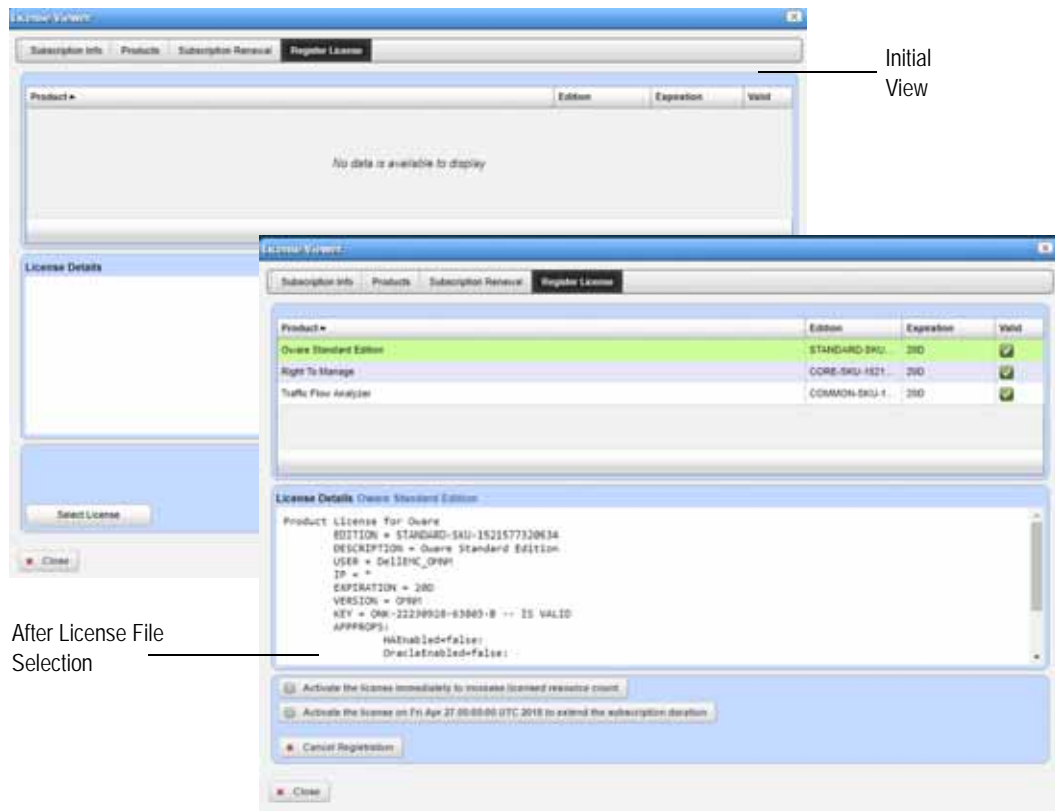 License Viewer
Subscription Info Products Subscription Renewal Register License
Initial
View
Product Edition Expiration Valid
No data is available to display
License Details
Select License
Close
License Viewer
Subscription Info Products Subscription Renewal Register License
Product Edition Expiration Valid
Oware Standard Edition STANDARD-SKU... 20D
Right To Manage CORE-SKU-1521... 20D
Traffic Flow Analyzer COMMON-SKU-1... 20D
License Details Oware Standard Edition
Product License for Oware
EDITION = STANDARD-SKU-1521577320634
DESCRIPTION = Oware Standard Edition
USER = DellEMC_OMNM
IP = *
EXPIRATION = 20D
VERSION = OMNM
KEY = ONK-22230928-63003-8 -- IS VALID
APPPROPS:
HAEnabled=false:
OracleEnabled=false:
After License File
Selection
Activate the license immediately to increase licensed resource count
Activate the license on Fri Apr 27 00:00:00 UTC 2018 to extend the subscription duration
Cancel Registration
Close